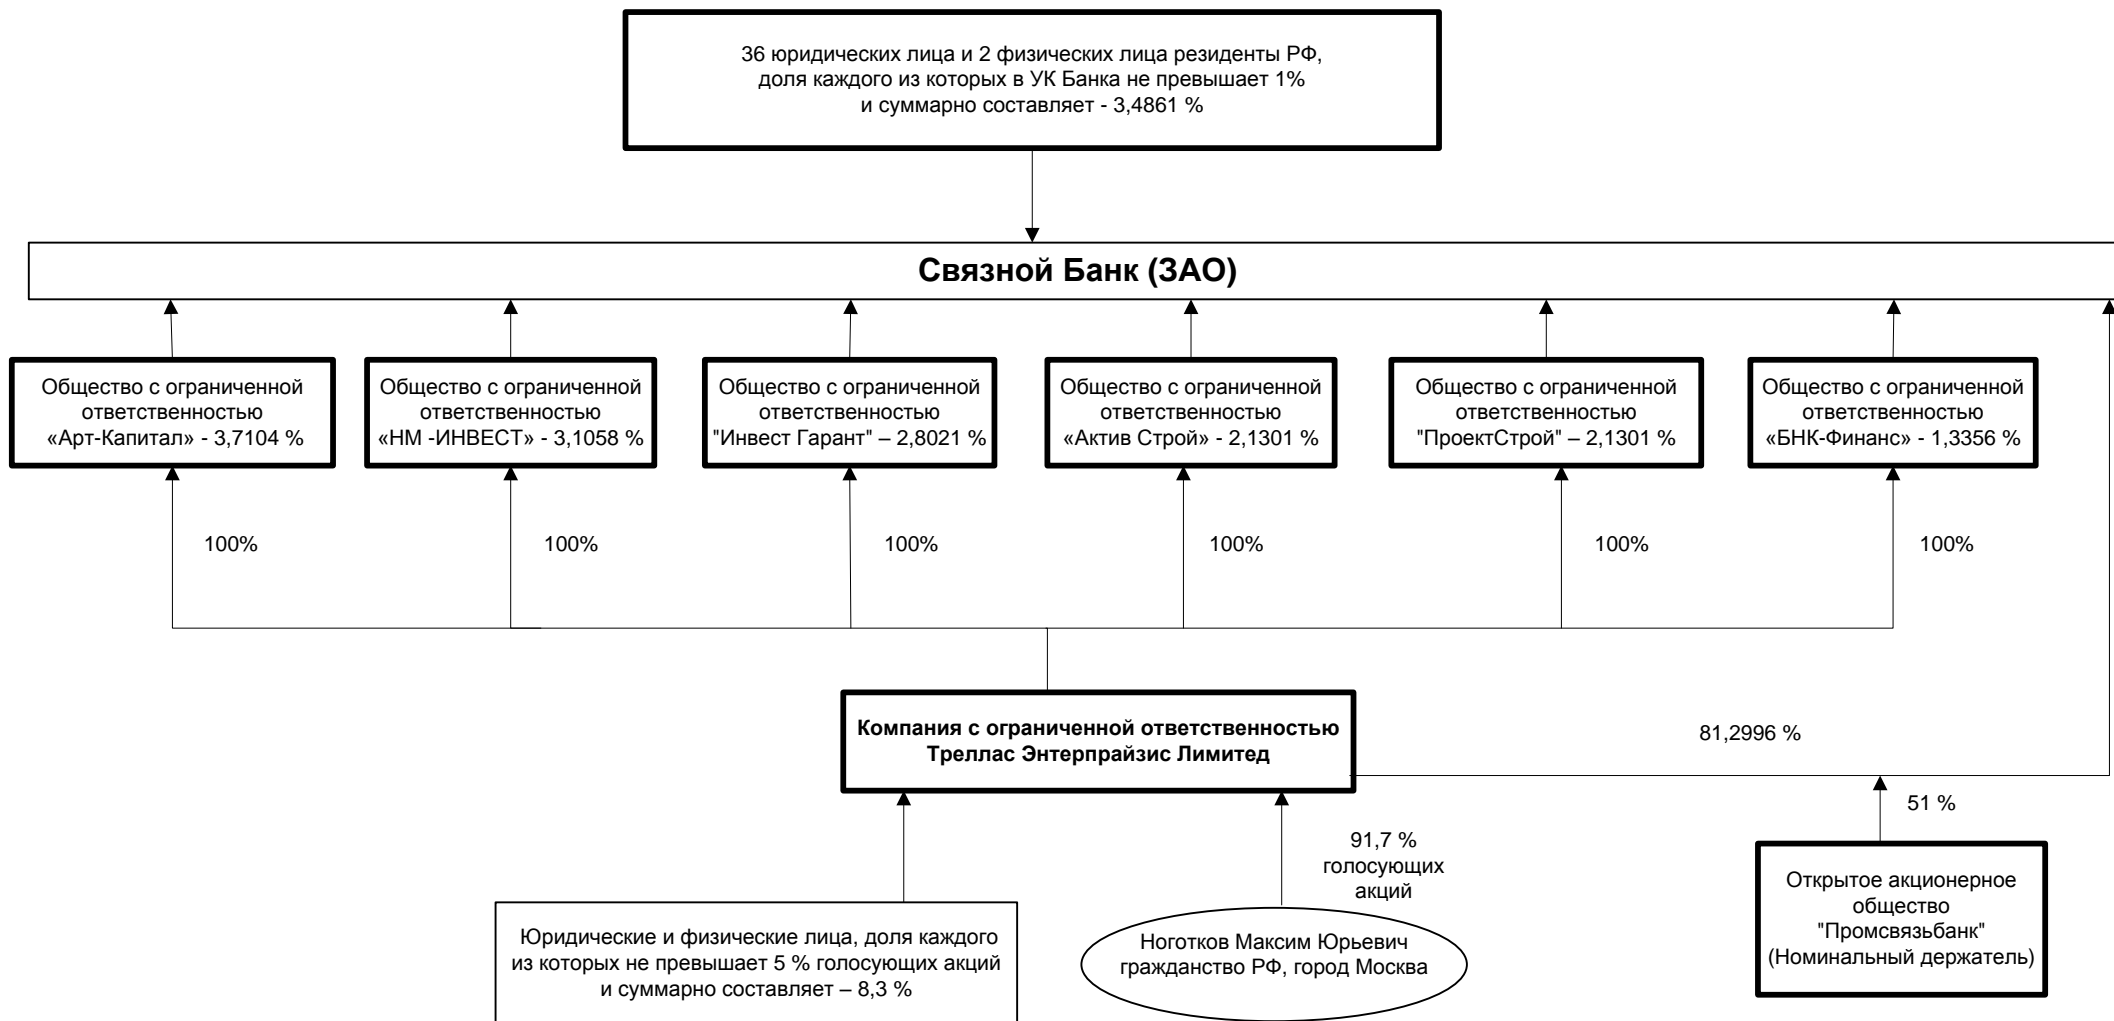 36 юридических лица и 2 физических лица резиденты РФ,
доля каждого из которых в УК Банка не превышает 1%
и суммарно составляет - 3,4861 %
Связной Банк (ЗАО)
Общество с ограниченной
ответственностью
«Арт-Капитал» - 3,7104 %
Общество с ограниченной
ответственностью
«НМ -ИНВЕСТ» - 3,1058 %
Общество с ограниченной
ответственностью
"Инвест Гарант" – 2,8021 %
Общество с ограниченной
ответственностью
«Актив Строй» - 2,1301 %
Общество с ограниченной
ответственностью
"ПроектСтрой" – 2,1301 %
Общество с ограниченной
ответственностью
«БНК-Финанс» - 1,3356 %
100%
100%
100%
100%
100%
100%
Компания с ограниченной ответственностью
Треллас Энтерпрайзис Лимитед
81,2996 %
51 %
91,7 %
голосующих
акций
Юридические и физические лица, доля каждого
из которых не превышает 5 % голосующих акций
и суммарно составляет – 8,3 %
Ноготков Максим Юрьевич
гражданство РФ, город Москва
Открытое акционерное
общество
"Промсвязьбанк"
(Номинальный держатель)